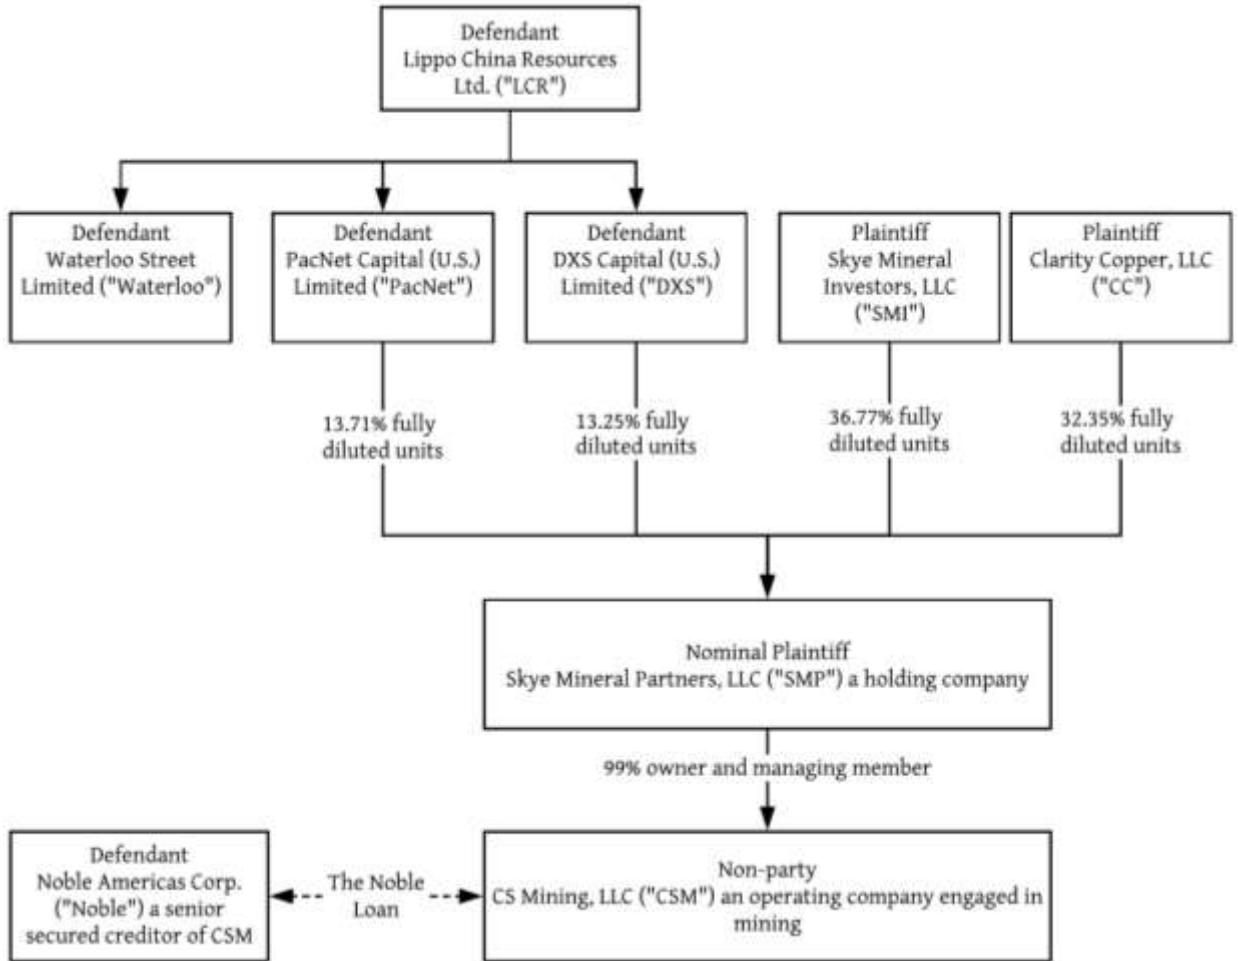 Defendant
Lippo China Resources
Ltd. ("LCR")
Defendant
Waterloo Street
Limited ("Waterloo")
Defendant
PacNet Capital (U.S.)
Limited ("PacNet")
Defendant
DXS Capital (U.S.)
Limited ("DXS")
Plaintiff
Skye Mineral
Investors, LLC
("SMI")
Plaintiff
Clarity Copper, LLC
("CC")
13.71% fully
diluted units
13.25% fully
diluted units
36.77% fully
diluted units
32.35% fully
diluted units
Nominal Plaintiff
Skye Mineral Partners, LLC ("SMP") a holding company
99% owner and managing member
Defendant
Noble Americas Corp.
("Noble") a senior
secured creditor of CSM
The Noble
Loan
Non-party
CS Mining, LLC ("CSM") an operating company engaged in
mining